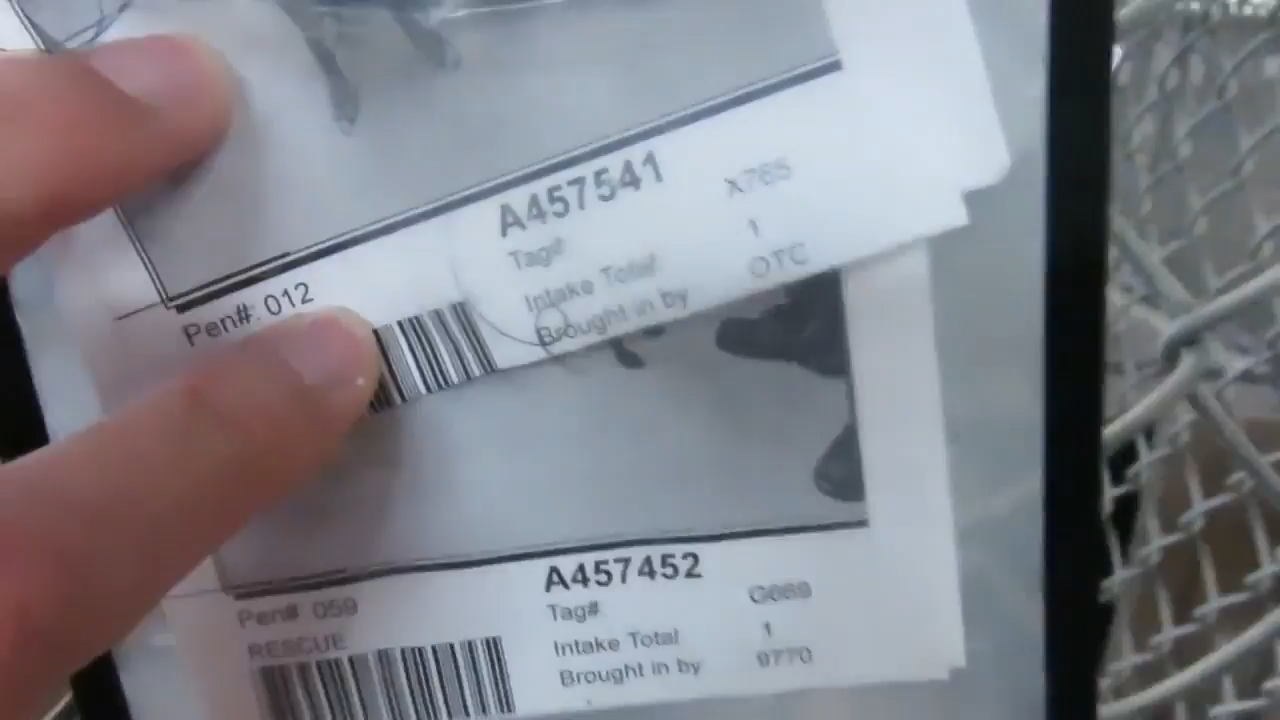 A457541
Tag#: X765
Intake Total: 1
Brought in by OTC
Pen#: 012
A457452
Pen# 059
Tag#:
RESCUE
Intake Total 1
Brought in by 9770